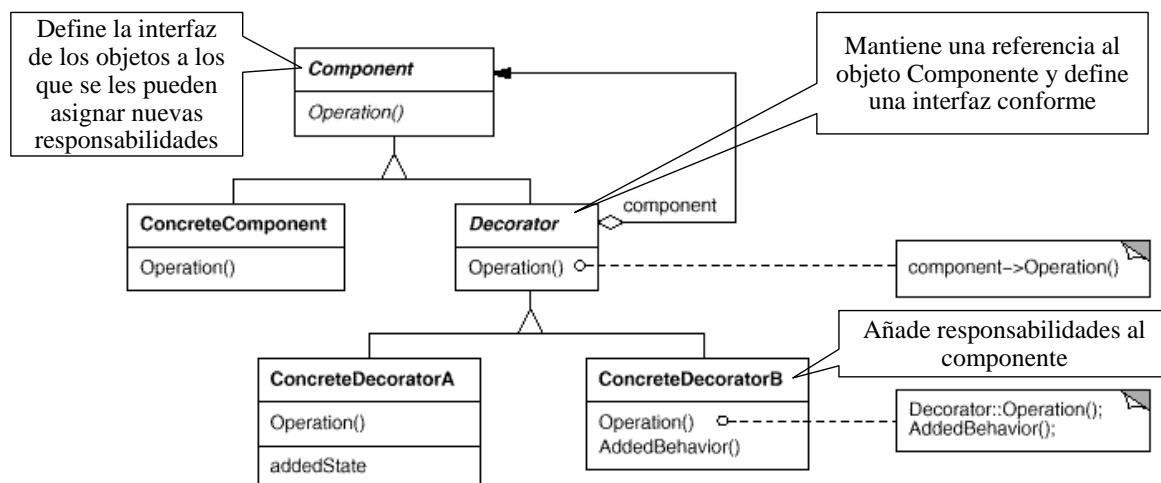 Define la interfaz
de los objetos a los
que se les pueden
asignar nuevas
responsabilidades
Component
Operation()
Mantiene una referencia al
objeto Componente y define
una interfaz conforme
ConcreteComponent
Operation()
Decorator
Operation()
component
component->Operation()
Añade responsabilidades al
componente
ConcreteDecoratorA
Operation()
addedState
ConcreteDecoratorB
Operation()
AddedBehavior()
Decorator::Operation();
AddedBehavior();